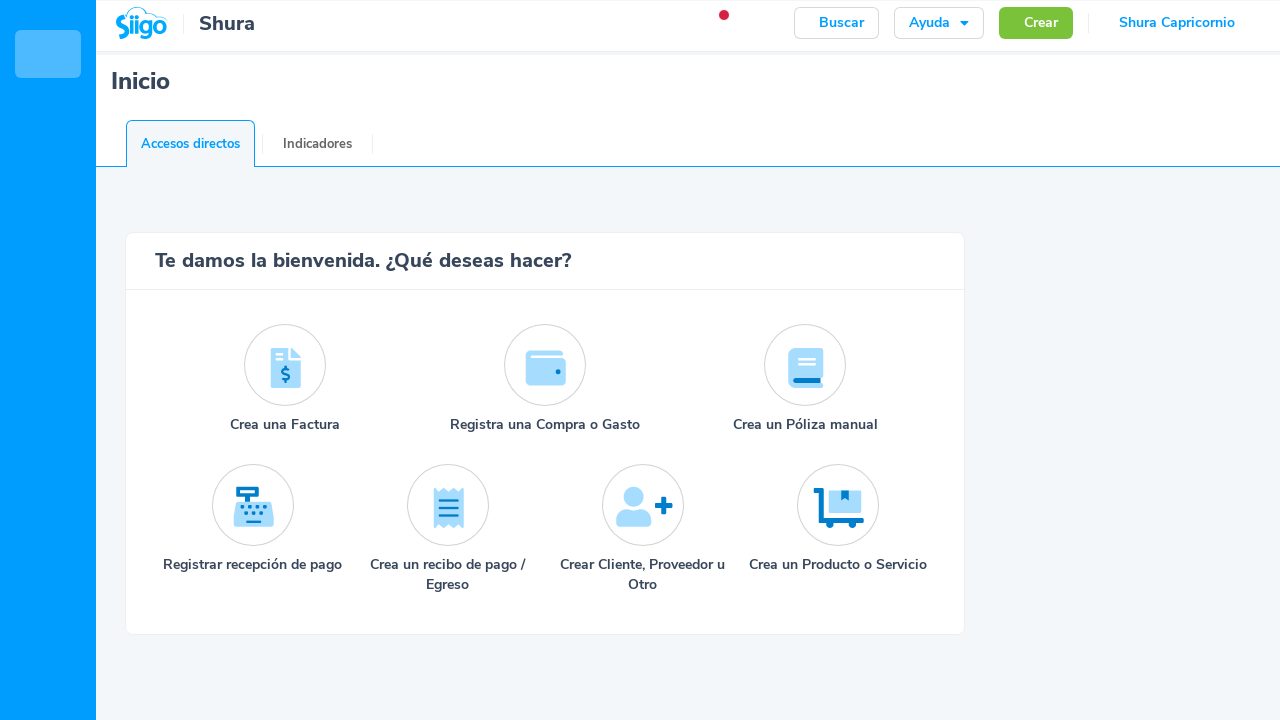 Siigo
Shura
Buscar
Ayuda
Crear
Shura Capricornio
Inicio
Accesos directos
Indicadores
Te damos la bienvenida. ¿Qué deseas hacer?
Crea una Factura
Registra una Compra o Gasto
Crea un Póliza manual
Registrar recepción de pago
Crea un recibo de pago /
Egreso
Crear Cliente, Proveedor u
Otro
Crea un Producto o Servicio